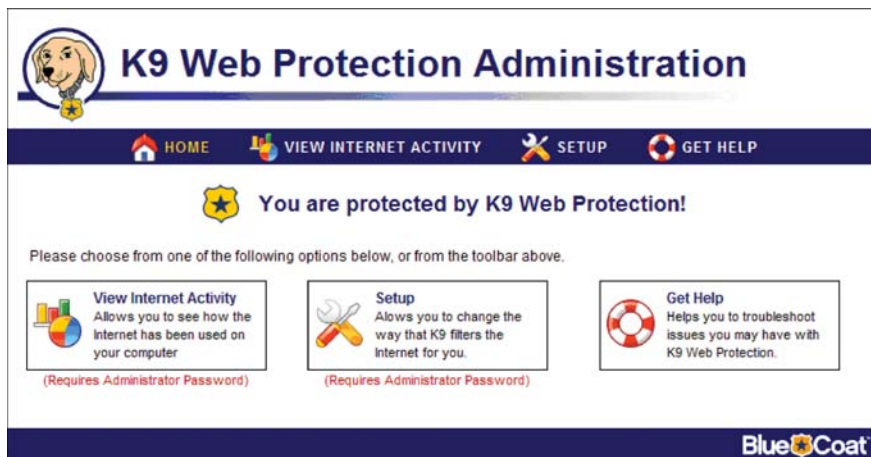 K9 Web Protection Administration
HOME
VIEW INTERNET ACTIVITY
SETUP
GET HELP
You are protected by K9 Web Protection!
Please choose from one of the following options below, or from the toolbar above.
View Internet Activity
Allows you to see how the
Internet has been used on
your computer
(Requires Administrator Password)
Setup
Allows you to change the
way that K9 filters the
Internet for you.
(Requires Administrator Password)
Get Help
Helps you to troubleshoot
issues you may have with
K9 Web Protection.
Blue Coat